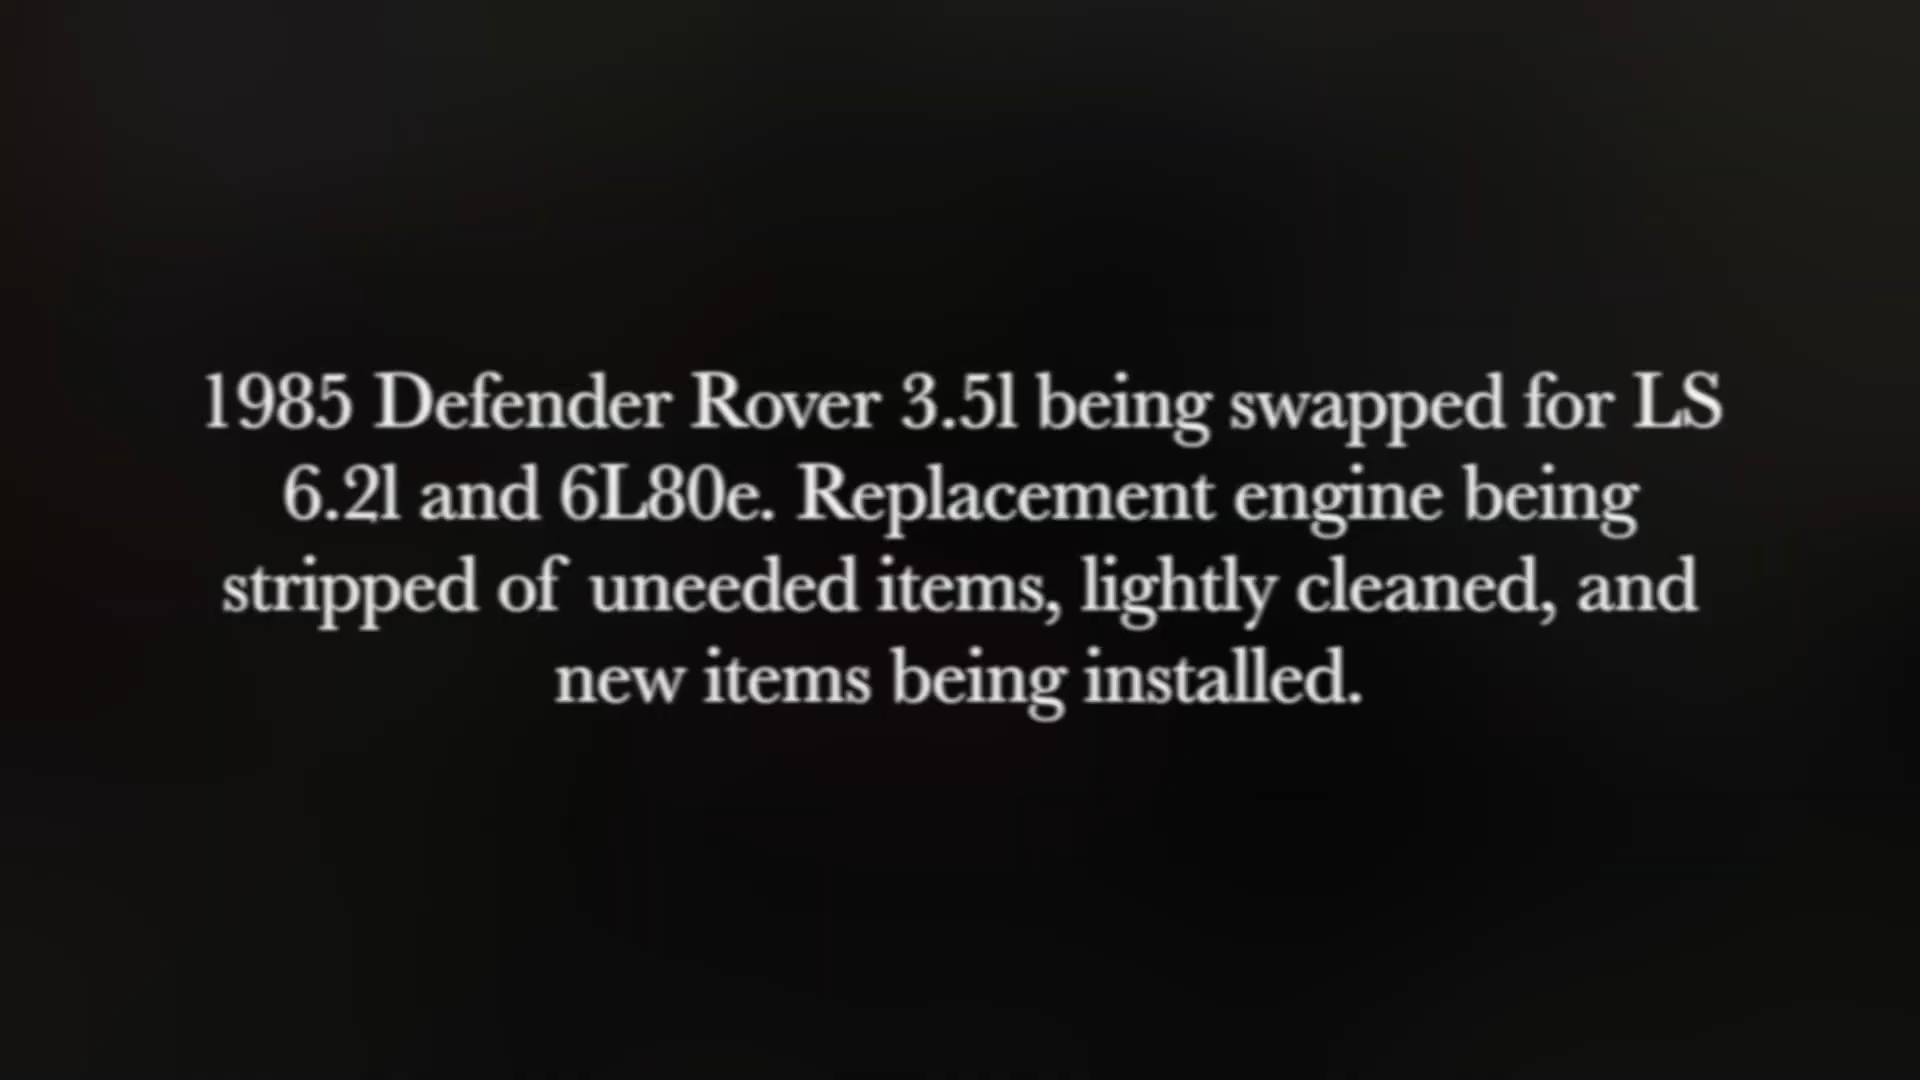 1985 Defender Rover 3.5l being swapped for LS
6.2l and 6L80e. Replacement engine being
stripped of uneeded items, lightly cleaned, and
new items being installed.